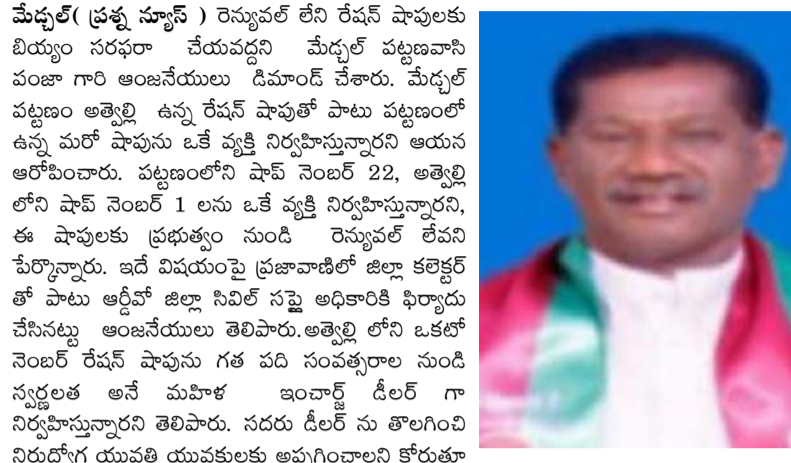 మేడ్చల్( ప్రశ్న న్యూస్ ) రెన్యువల్ లేని రేషన్ షాపులకు
బియ్యం సరఫరా చేయవద్దని మేడ్చల్ పట్టణవాసి
పంజా గారి ఆంజనేయులు డిమాండ్ చేశారు. మేడ్చల్
పట్టణం అత్వెల్లి ఉన్న రేషన్ షాపుతో పాటు పట్టణంలో
ఉన్న మరో షాపును ఒకే వ్యక్తి నిర్వహిస్తున్నారని ఆయన
ఆరోపించారు. పట్టణంలోని షాప్ నెంబర్ 22, అత్వెల్లి
లోని షాప్ నెంబర్ 1 లను ఒకే వ్యక్తి నిర్వహిస్తున్నారని,
ఈ షాపులకు ప్రభుత్వం నుండి రెన్యువల్ లేవని
పేర్కొన్నారు. ఇదే విషయంపై ప్రజావాణిలో జిల్లా కలెక్టర్
తో పాటు ఆర్డీవో జిల్లా సివిల్ సప్లై అధికారికి ఫిర్యాదు
చేసినట్టు ఆంజనేయులు తెలిపారు.అత్వెల్లి లోని ఒకటో
నెంబర్ రేషన్ షాపును గత పది సంవత్సరాల నుండి
స్వర్ణలత అనే మహిళ ఇంచార్జ్ డీలర్ గా
నిర్వహిస్తున్నారని తెలిపారు. సదరు డీలర్ ను తొలగించి
నిరుద్యోగ యువతి యువకులకు అప్పగించాలని కోరుతూ